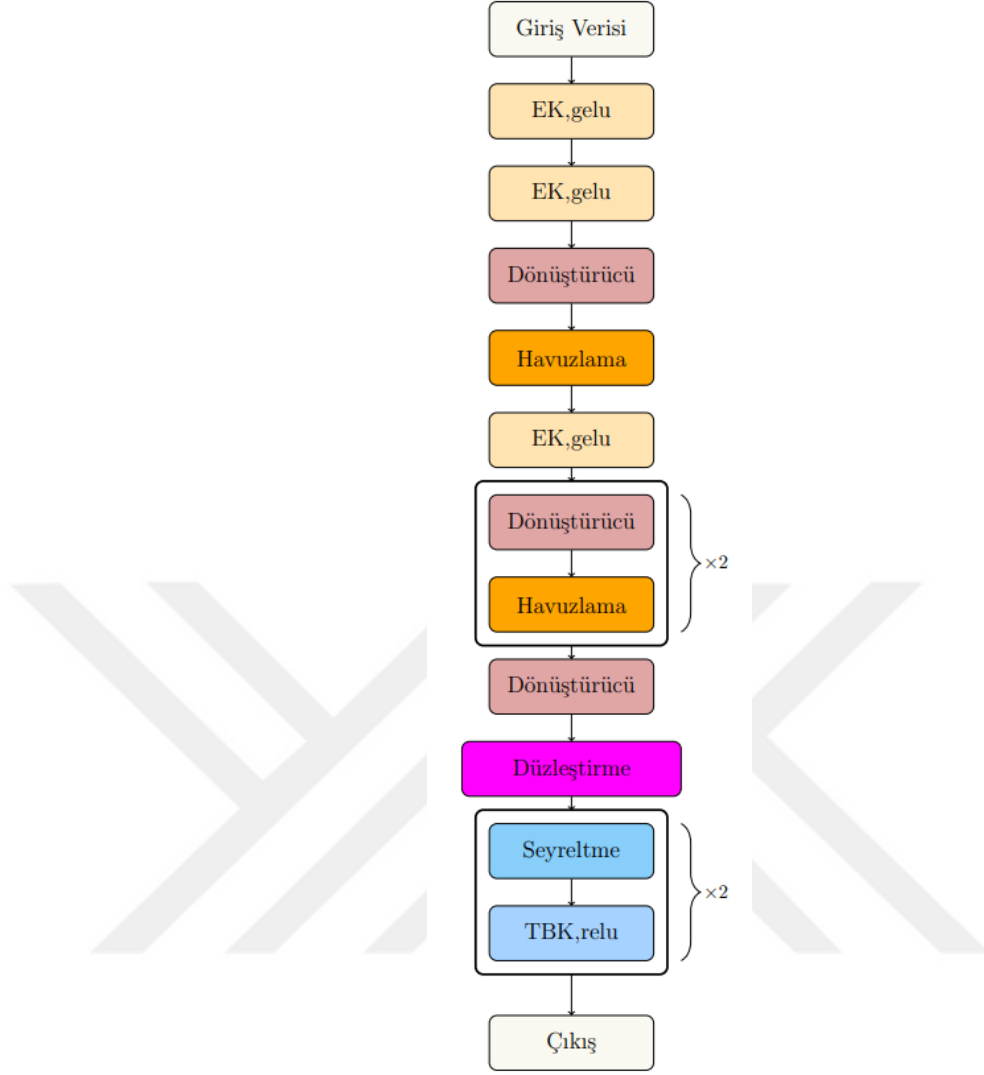 Giriş Verisi
EK,gelu
EK,gelu
Dönüştürücü
Havuzlama
EK,gelu
Dönüştürücü
×2
Havuzlama
Dönüştürücü
Düzleştirme
Seyreltme
×2
TBK,relu
Çıkış